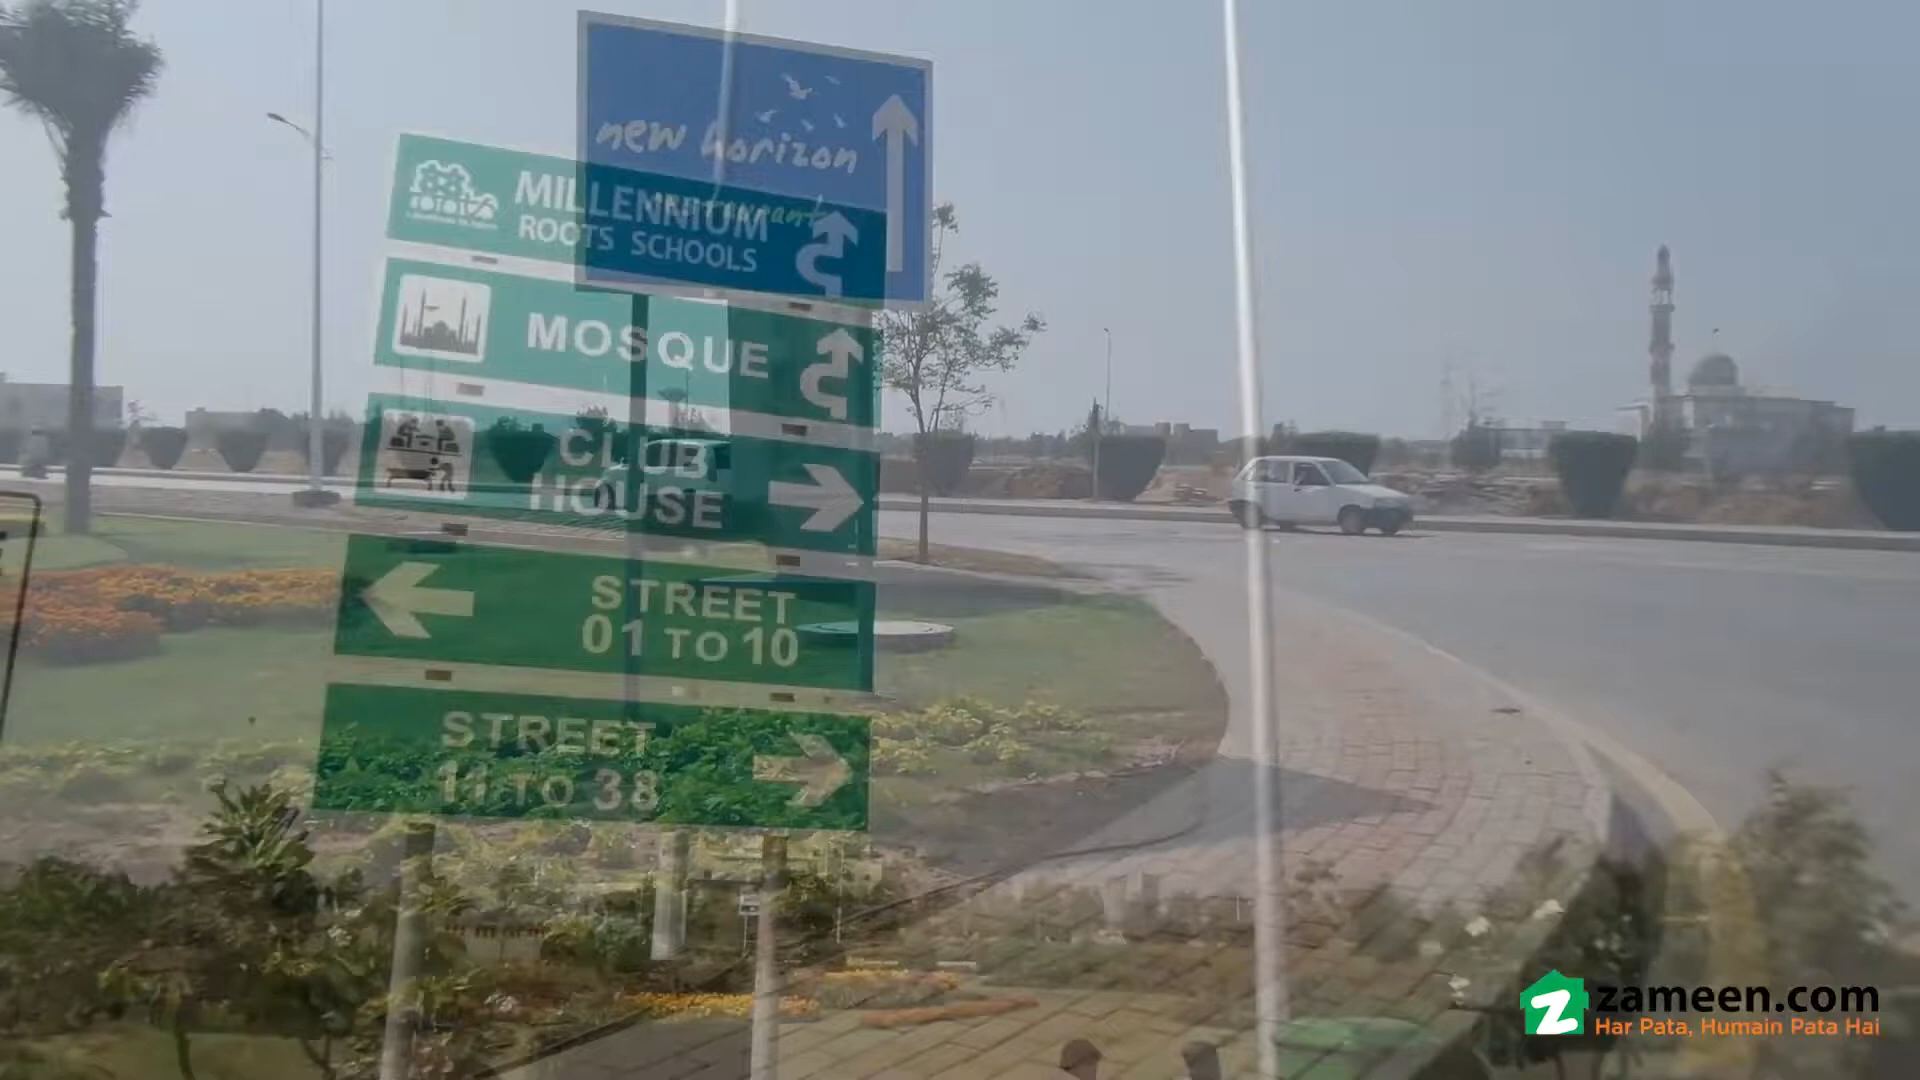 new horizon
restaurant
MILLENNIUM
ROOTS SCHOOLS
MOSQUE
CLUB
HOUSE
STREET
01 TO 10
STREET
11 TO 38
zameen.com
Har Pata, Humain Pata Hai